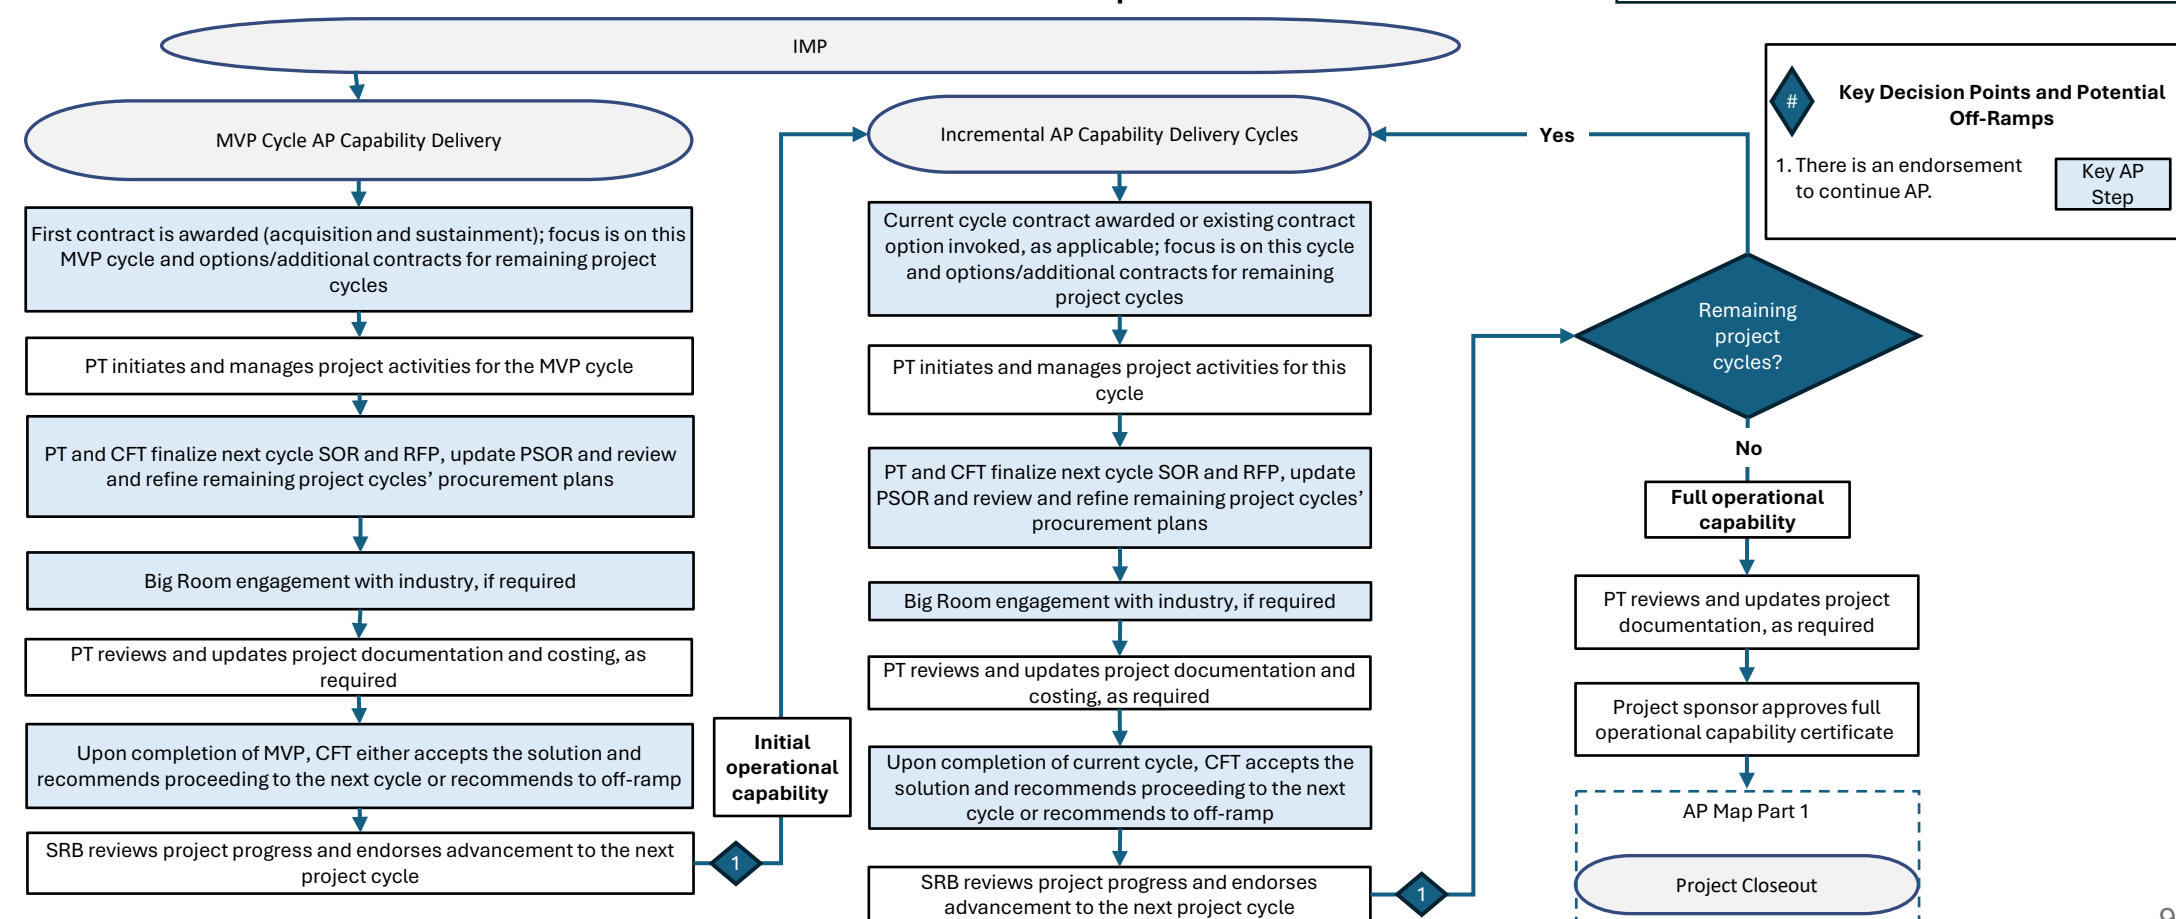 IMP
MVP Cycle AP Capability Delivery
First contract is awarded (acquisition and sustainment); focus is on this
MVP cycle and options/additional contracts for remaining project
cycles
PT initiates and manages project activities for the MVP cycle
PT and CFT finalize next cycle SOR and RFP, update PSOR and review
and refine remaining project cycles’ procurement plans
Big Room engagement with industry, if required
PT reviews and updates project documentation and costing, as
required
Upon completion of MVP, CFT either accepts the solution and
recommends proceeding to the next cycle or recommends to off-ramp
SRB reviews project progress and endorses advancement to the next
project cycle
1
Initial
operational
capability
Incremental AP Capability Delivery Cycles
Current cycle contract awarded or existing contract
option invoked, as applicable; focus is on this cycle
and options/additional contracts for remaining
project cycles
PT initiates and manages project activities for this
cycle
PT and CFT finalize next cycle SOR and RFP, update
PSOR and review and refine remaining project cycles’
procurement plans
Big Room engagement with industry, if required
PT reviews and updates project documentation and
costing, as required
Upon completion of current cycle, CFT accepts the
solution and recommends proceeding to the next
cycle or recommends to off-ramp
SRB reviews project progress and endorses
advancement to the next project cycle
1
Remaining
project
cycles?
Yes
No
Full operational
capability
PT reviews and updates project
documentation, as required
Project sponsor approves full
operational capability certificate
AP Map Part 1
Project Closeout
#
Key Decision Points and Potential
Off-Ramps
1. There is an endorsement
to continue AP.
Key AP
Step